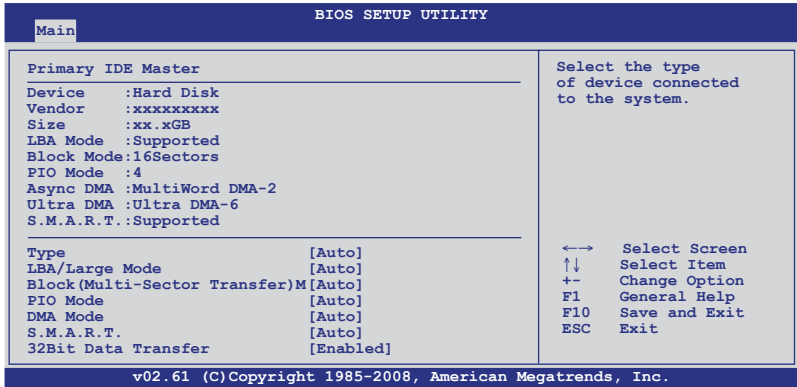 BIOS SETUP UTILITY
Main
Primary IDE Master
Device :Hard Disk
Vendor :xxxxxxxxx
Size :xx.xGB
LBA Mode :Supported
Block Mode:16Sectors
PIO Mode :4
Async DMA :MultiWord DMA-2
Ultra DMA :Ultra DMA-6
S.M.A.R.T.:Supported
Type [Auto]
LBA/Large Mode [Auto]
Block(Multi-Sector Transfer)M[Auto]
PIO Mode [Auto]
DMA Mode [Auto]
S.M.A.R.T. [Auto]
32Bit Data Transfer [Enabled]
Select the type
of device connected
to the system.
←→ Select Screen
↑↓ Select Item
+- Change Option
F1 General Help
F10 Save and Exit
ESC Exit
v02.61 (C)Copyright 1985-2008, American Megatrends, Inc.